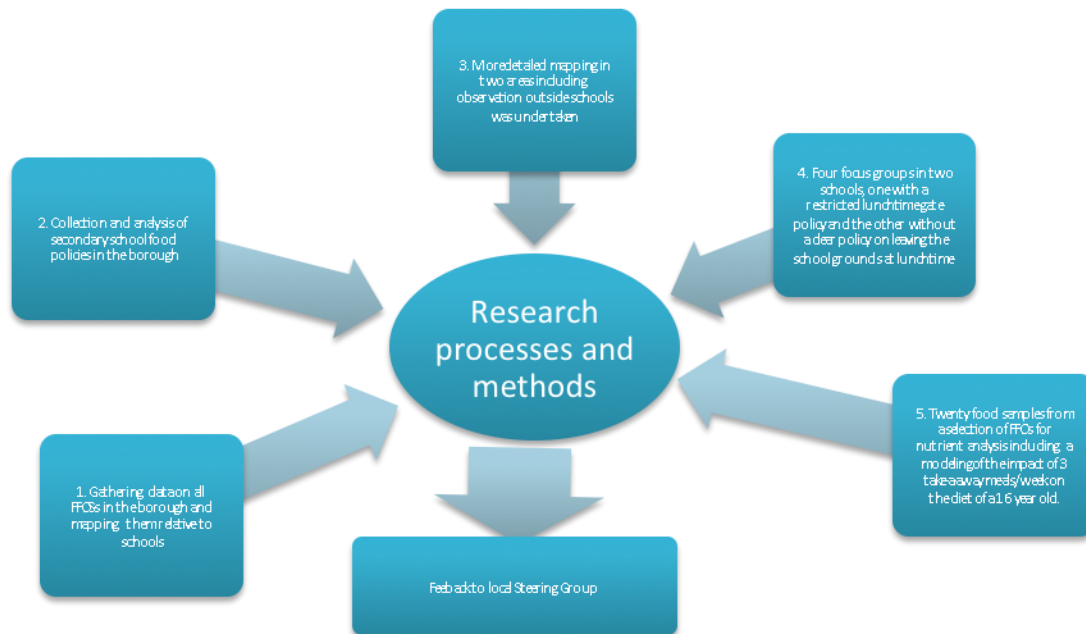 1. Gathering data on all
FFOSs in the borough and
mapping them relative to
schools
2. Collection and analysis of
secondary school food
policies in the borough
3. More detailed mapping in
two areas including
observation outside schools
was undertaken
4. Four focus groups in two
schools, one with a
restricted lunchtime gate
policy and the other without
a clear policy on leaving the
school grounds at lunchtime
5. Twenty food samples from
a selection of FFOs for
nutrient analysis including a
modeling of the impact of 3
take-away meals/week on
the diet of a 16 year old.
Research
processes and
methods
Feeback to local Steering Group